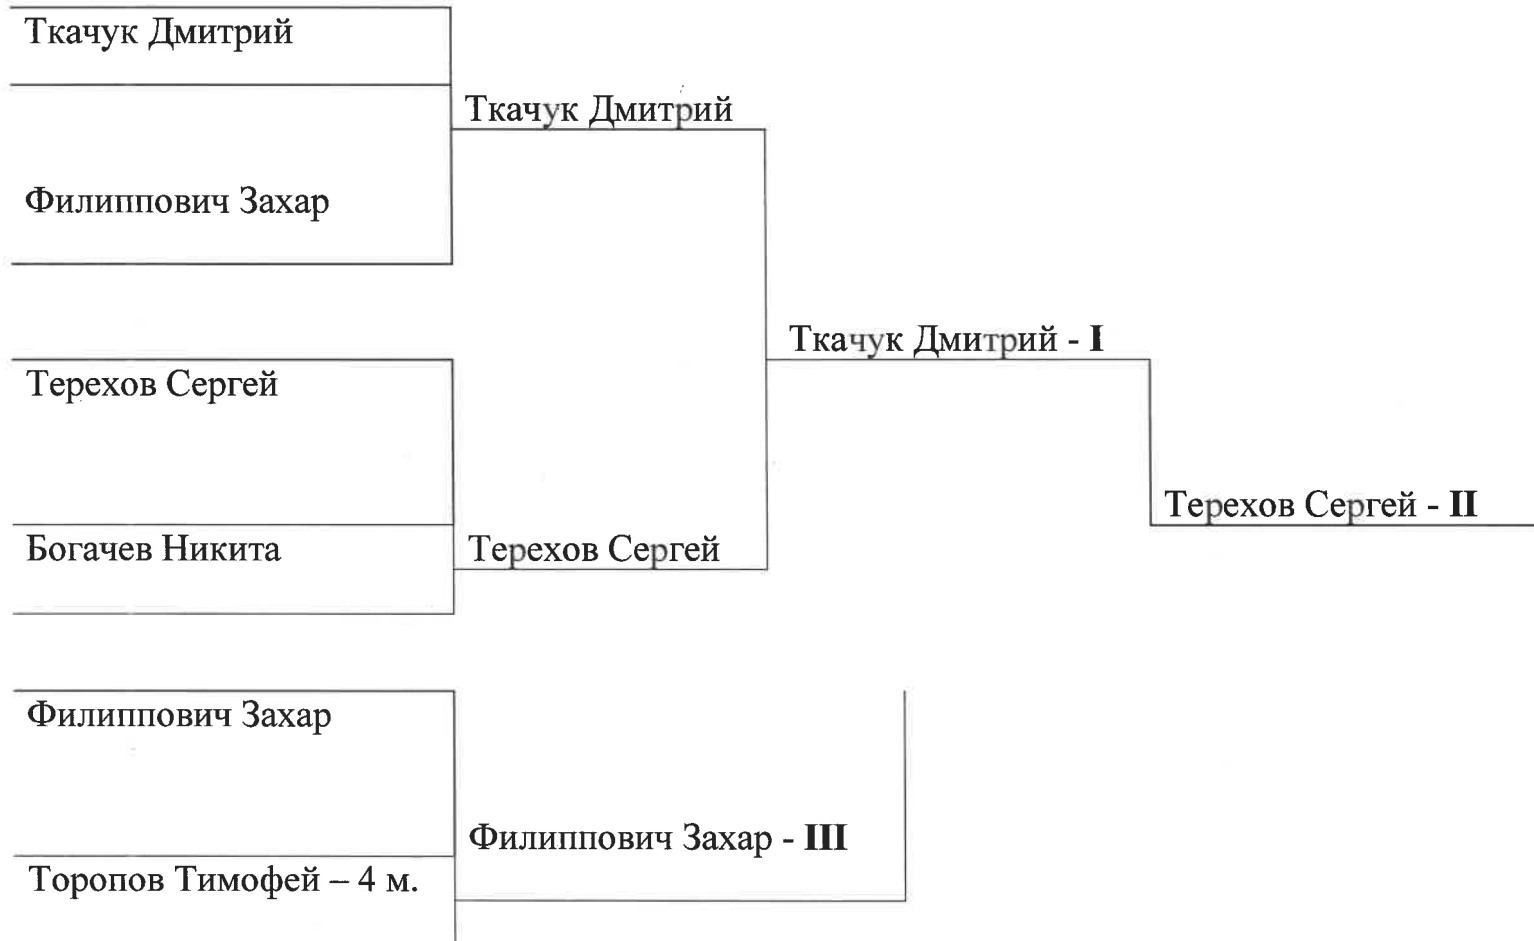 Ткачук Дмитрий
Ткачук Дмитрий
Филиппович Захар
Ткачук Дмитрий - I
Терехов Сергей
Терехов Сергей - II
Богачев Никита
Терехов Сергей
Филиппович Захар
Филиппович Захар - III
Торопов Тимофей – 4 м.